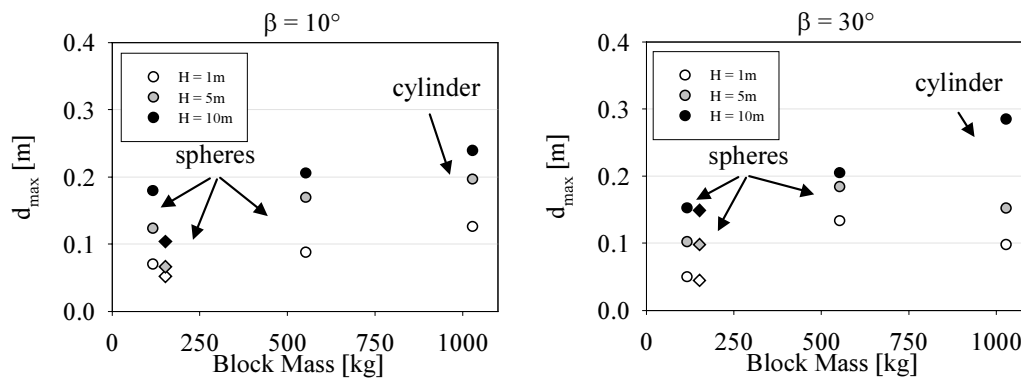 β = 10°
0.4
0.3
0.2
0.1
0.0
d_max [m]
H = 1m
H = 5m
H = 10m
cylinder
spheres
0
250
500
750
1000
Block Mass [kg]
β = 30°
0.4
0.3
0.2
0.1
0.0
d_max [m]
H = 1m
H = 5m
H = 10m
cylinder
spheres
0
250
500
750
1000
Block Mass [kg]